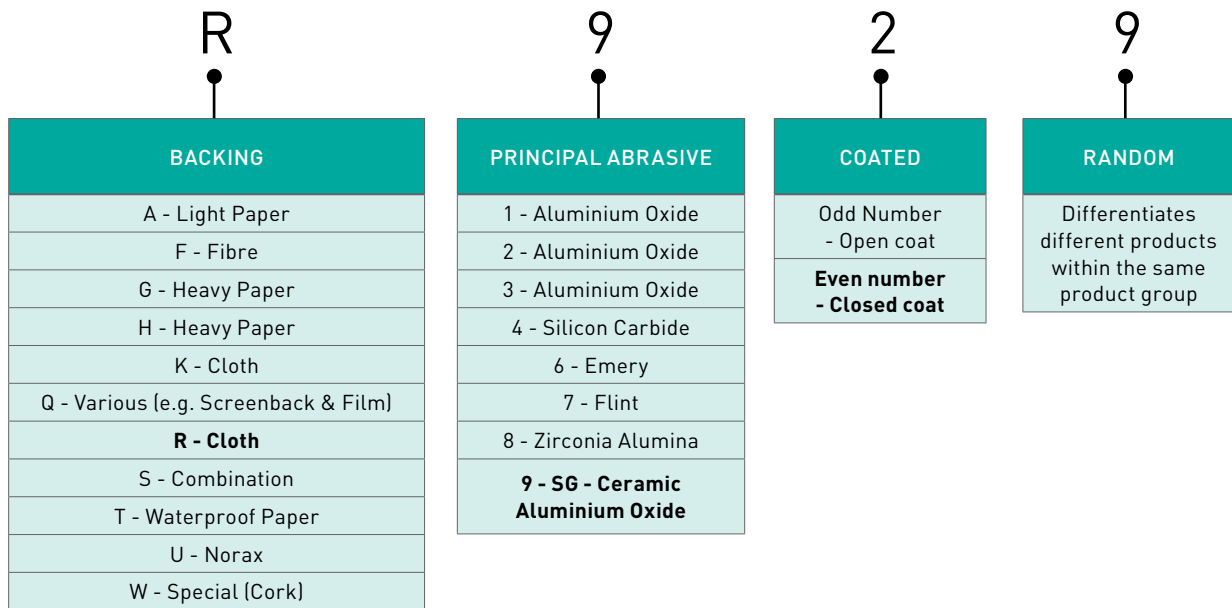 R
9
2
9
BACKING
A - Light Paper
F - Fibre
G - Heavy Paper
H - Heavy Paper
K - Cloth
Q - Various (e.g. Screenback & Film)
R - Cloth
S - Combination
T - Waterproof Paper
U - Norax
W - Special (Cork)
PRINCIPAL ABRASIVE
1 - Aluminium Oxide
2 - Aluminium Oxide
3 - Aluminium Oxide
4 - Silicon Carbide
6 - Emery
7 - Flint
8 - Zirconia Alumina
9 - SG - Ceramic
Aluminium Oxide
COATED
Odd Number
- Open coat
Even number
- Closed coat
RANDOM
Differentiates
different products
within the same
product group